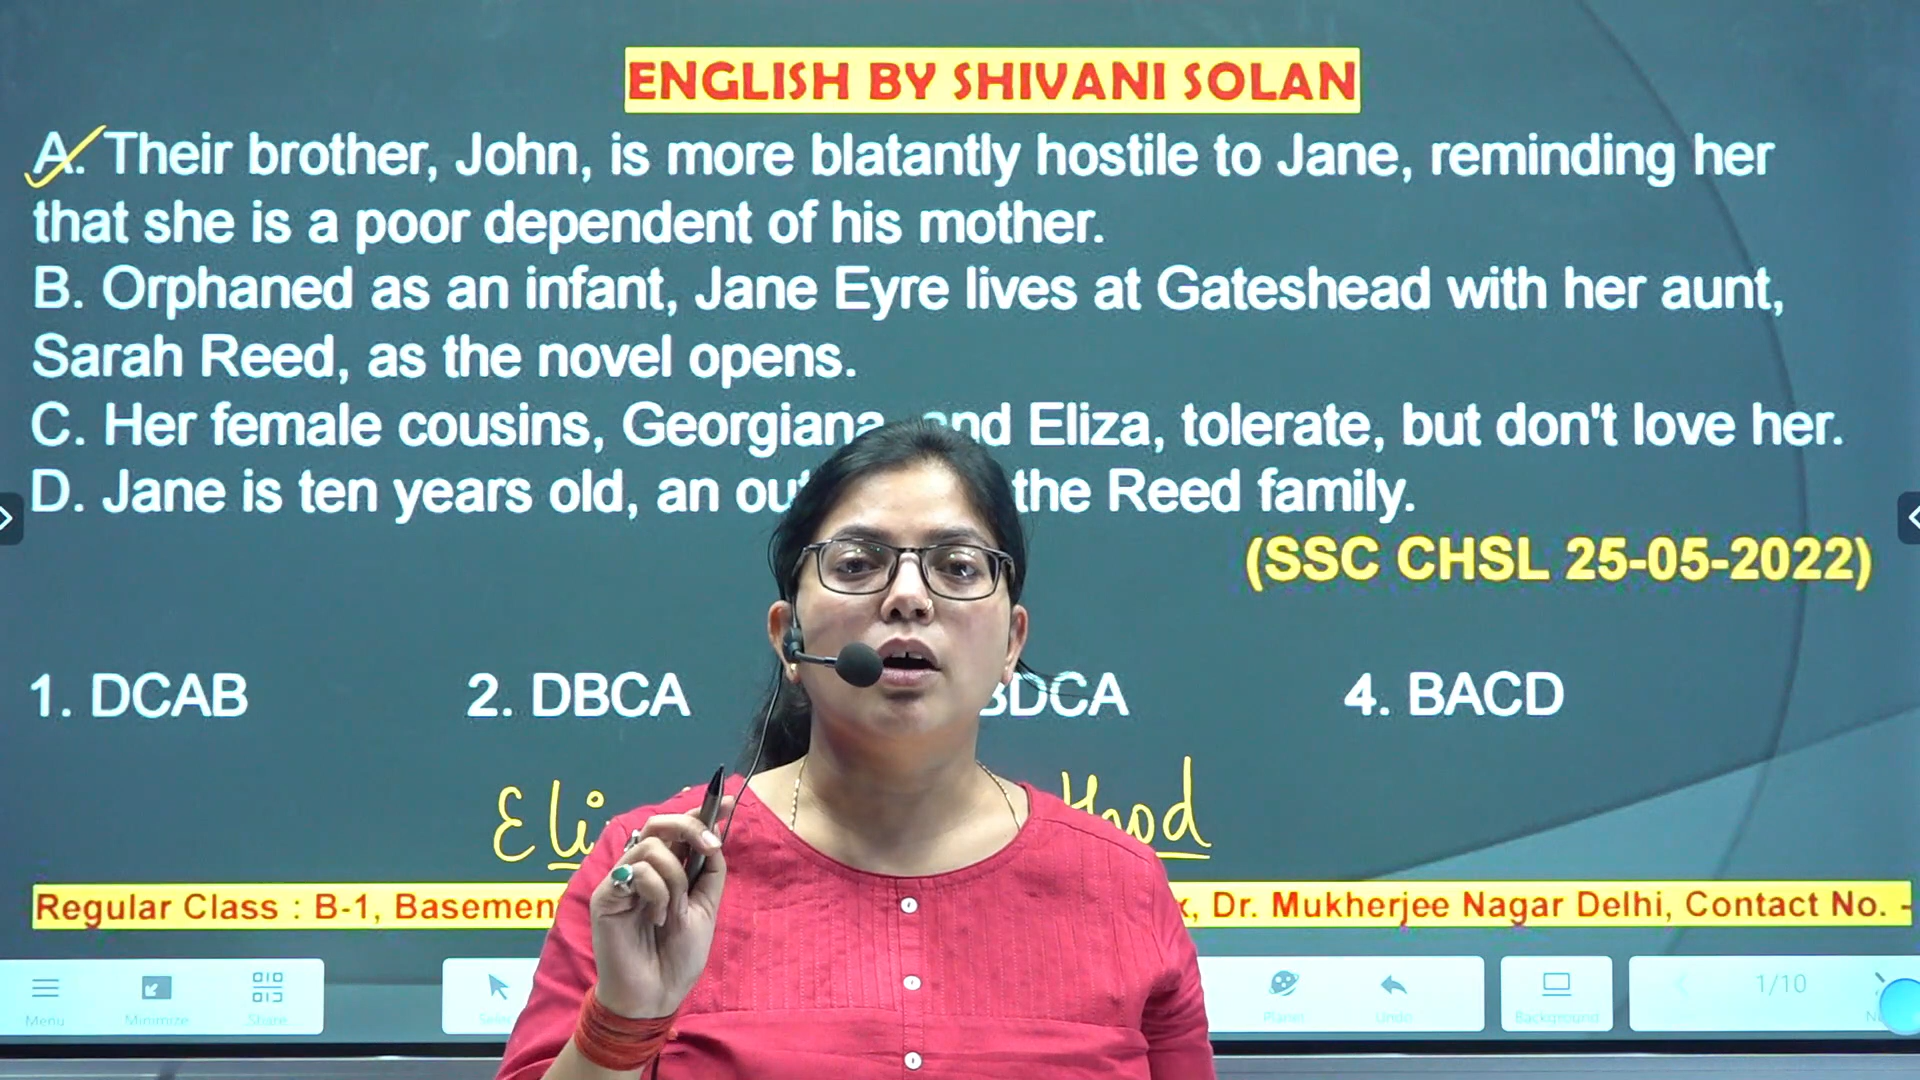 ENGLISH BY SHIVANI SOLAN
A. Their brother, John, is more blatantly hostile to Jane, reminding her
that she is a poor dependent of his mother.
B. Orphaned as an infant, Jane Eyre lives at Gateshead with her aunt,
Sarah Reed, as the novel opens.
C. Her female cousins, Georgiana and Eliza, tolerate, but don't love her.
D. Jane is ten years old, an the Reed family.
(SSC CHSL 25-05-2022)
1. DCAB 2. DBCA BDCA 4. BACD
Regular Class : B-1, Dr. Mukherjee Nagar Delhi, Contact No. -
Menu Minimize Share Planet Undo Background 1/10